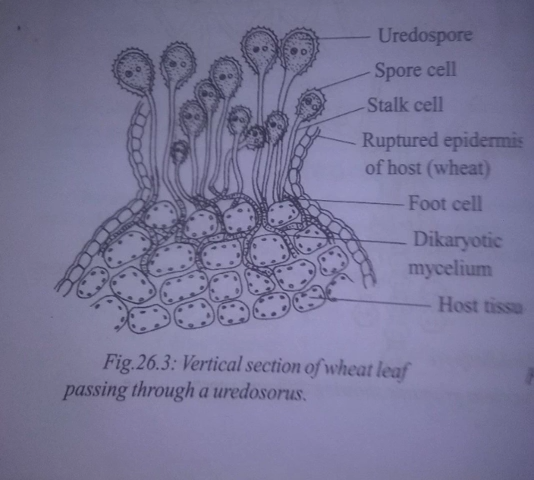 Uredospore
Spore cell
Stalk cell
Ruptured epidermis
of host (wheat)
Foot cell
Dikaryotic
mycelium
Host tissu
Fig.26.3: Vertical section of wheat leaf
passing through a uredosorus.